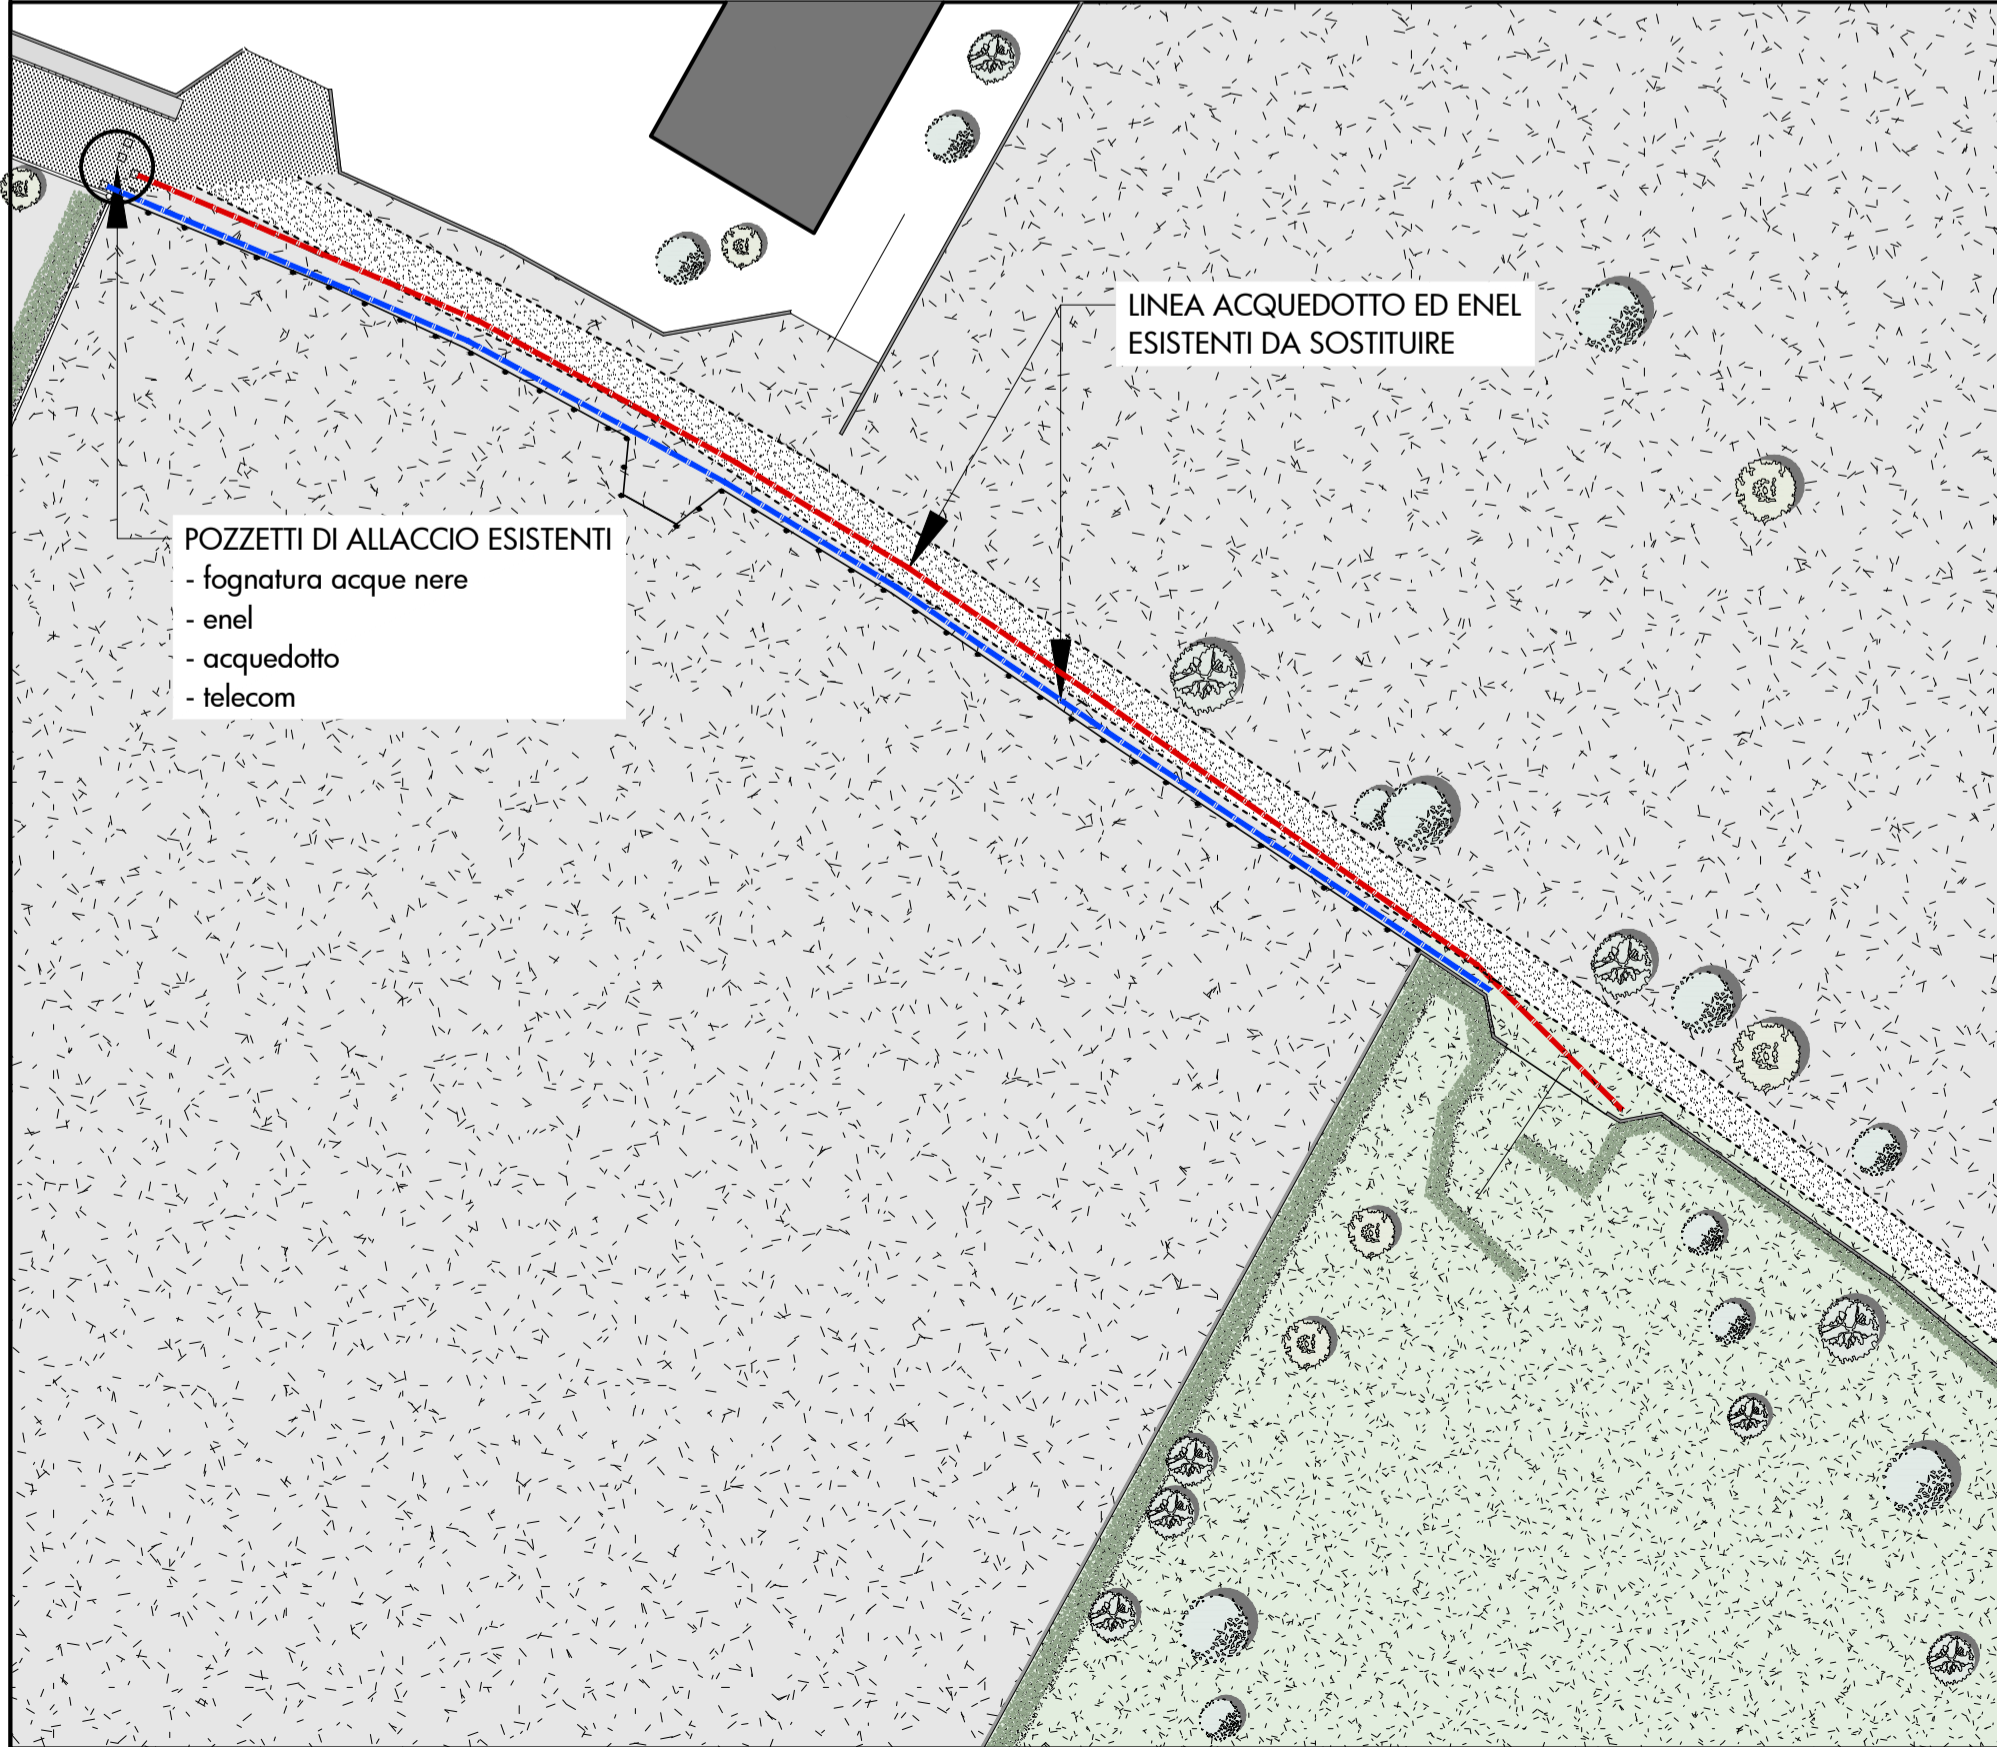 LINEA ACQUEDOTTO ED ENEL
ESISTENTI DA SOSTITUIRE
POZZETTI DI ALLACCIO ESISTENTI
- fognatura acque nere
- enel
- acquedotto
- telecom